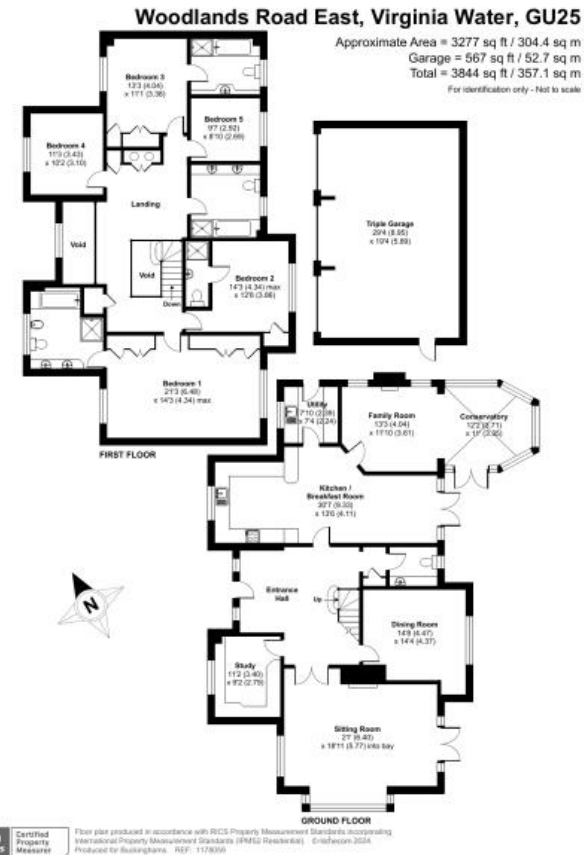 Woodlands Road East, Virginia Water, GU25
Approximate Area = 3277 sq ft / 304.4 sq m
Garage = 567 sq ft / 52.7 sq m
Total = 3844 sq ft / 357.1 sq m
For identification only - Not to scale
Bedroom 3
13'3 (4.04)
x 11'1 (3.38)
Bedroom 5
9'7 (2.92)
x 8'10 (2.69)
Bedroom 4
11'3 (3.43)
x 10'2 (3.10)
Landing
Void
Void
Down
Bedroom 2
14'3 (4.34) max
x 12'6 (3.86)
Bedroom 1
21'3 (6.48)
x 14'3 (4.34) max
FIRST FLOOR
Triple Garage
29'4 (8.95)
x 19'4 (5.89)
Utility
7'10 (2.39)
x 7'4 (2.24)
Family Room
13'3 (4.04)
x 11'10 (3.61)
Conservatory
12'2 (3.71)
Kitchen /
Breakfast Room
30'7 (9.33)
x 13'6 (4.11)
Entrance
Hall
Up
Dining Room
14'8 (4.47)
x 14'4 (4.37)
Study
11'2 (3.40)
x 9'2 (2.79)
Sitting Room
21' (6.40)
x 18'11 (5.77) into bay
N
GROUND FLOOR
Certified
Property
Measurer
Floor plan produced in accordance with RICS Property Measurement Standards incorporating
International Property Measurement Standards (IPMS2 Residential). ©nichecom 2024.
Produced for Buckinghams. REF: 1178056